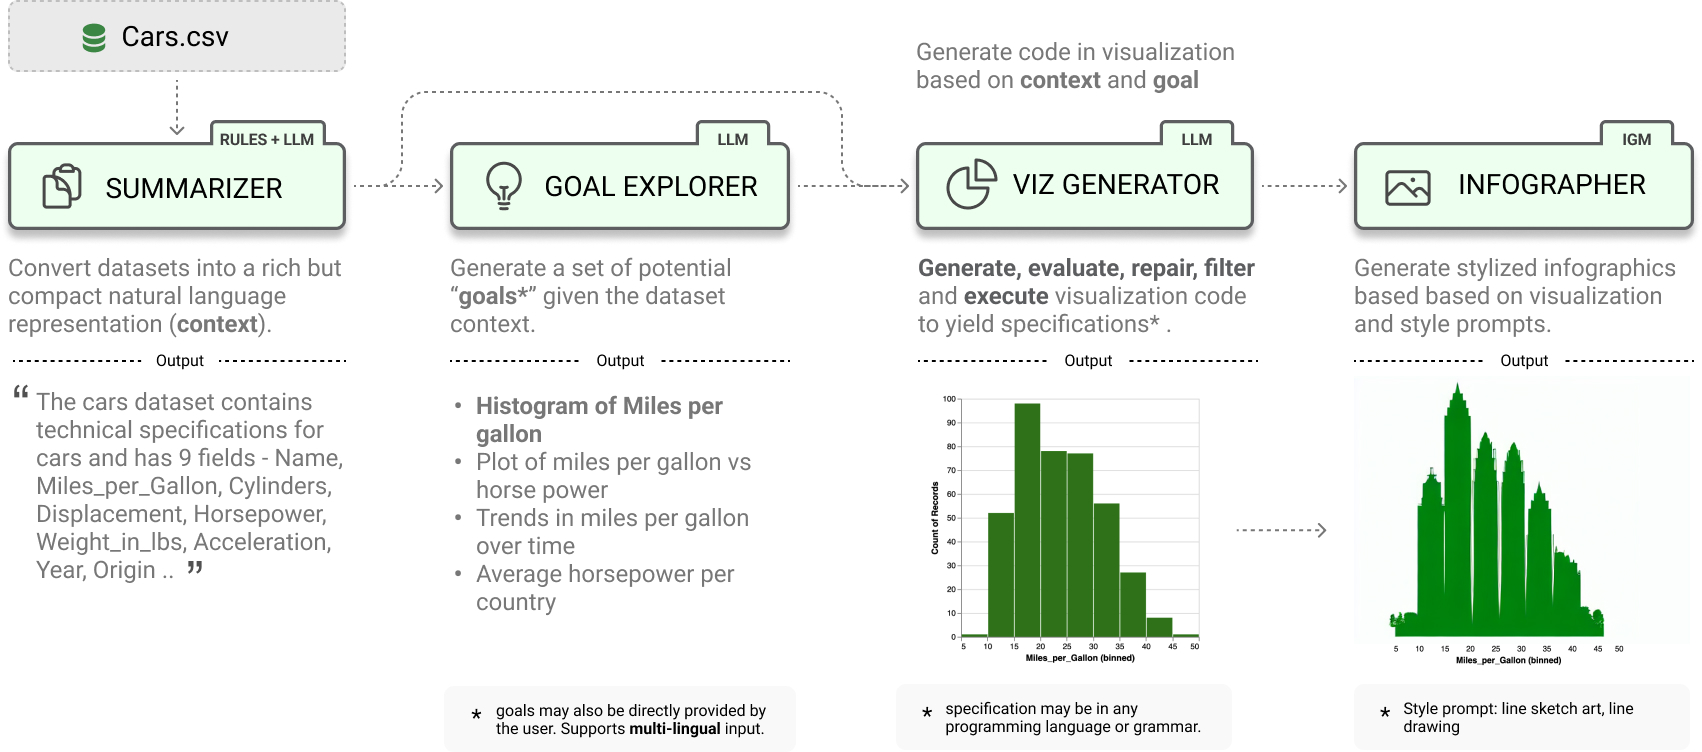 Cars.csv
Generate code in visualization
based on context and goal
RULES + LLM
SUMMARIZER
LLM
GOAL EXPLORER
LLM
VIZ GENERATOR
IGM
INFOGRAPHER
Convert datasets into a rich but
compact natural language
representation (context).
Output
“ The cars dataset contains
technical specifications for
cars and has 9 fields - Name,
Miles_per_Gallon, Cylinders,
Displacement, Horsepower,
Weight_in_lbs, Acceleration,
Year, Origin .. ”
Generate a set of potential
“goals*” given the dataset
context.
Output
• Histogram of Miles per
gallon
• Plot of miles per gallon vs
horse power
• Trends in miles per gallon
over time
• Average horsepower per
country
* goals may also be directly provided by
the user. Supports multi-lingual input.
Generate, evaluate, repair, filter
and execute visualization code
to yield specifications* .
Output
100
90
80
70
60
50
40
30
20
10
0
Count of Records
5 10 15 20 25 30 35 40 45 50
Miles_per_Gallon (binned)
* specification may be in any
programming language or grammar.
Generate stylized infographics
based based on visualization
and style prompts.
Output
5 10 15 20 25 30 35 40 45 50
Miles_per_Gallon (binned)
* Style prompt: line sketch art, line
drawing